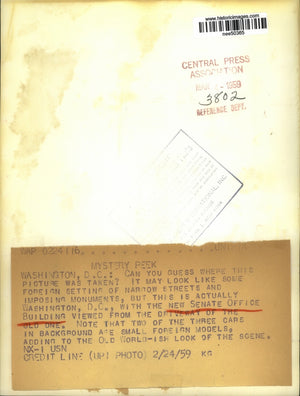 www.historicimages.com
nee50365
CENTRAL PRESS
ASSOCIATION
1959
3802
REFERENCE DEPT.
WAP 0224116
MYSTERY PEEK
WASHINGTON, D.C.: CAN YOU GUESS WHERE THIS
PICTURE WAS TAKEN? IT MAY LOOK LIKE SOME
FOREIGN SETTING OF NARROW STREETS AND
IMPOSING MONUMENTS, BUT THIS IS ACTUALLY
WASHINGTON, D.C., WITH THE NEW SENATE OFFICE
BUILDING VIEWED FROM THE DRIVEWAY OF THE
OLD ONE. NOTE THAT TWO OF THE THREE CARS
IN BACKGROUND ARE SMALL FOREIGN MODELS,
ADDING TO THE OLD WORLD-ISH LOOK OF THE SCENE.
NX-1 USN
CREDIT LINE (UPI PHOTO) 2/24/59 KG